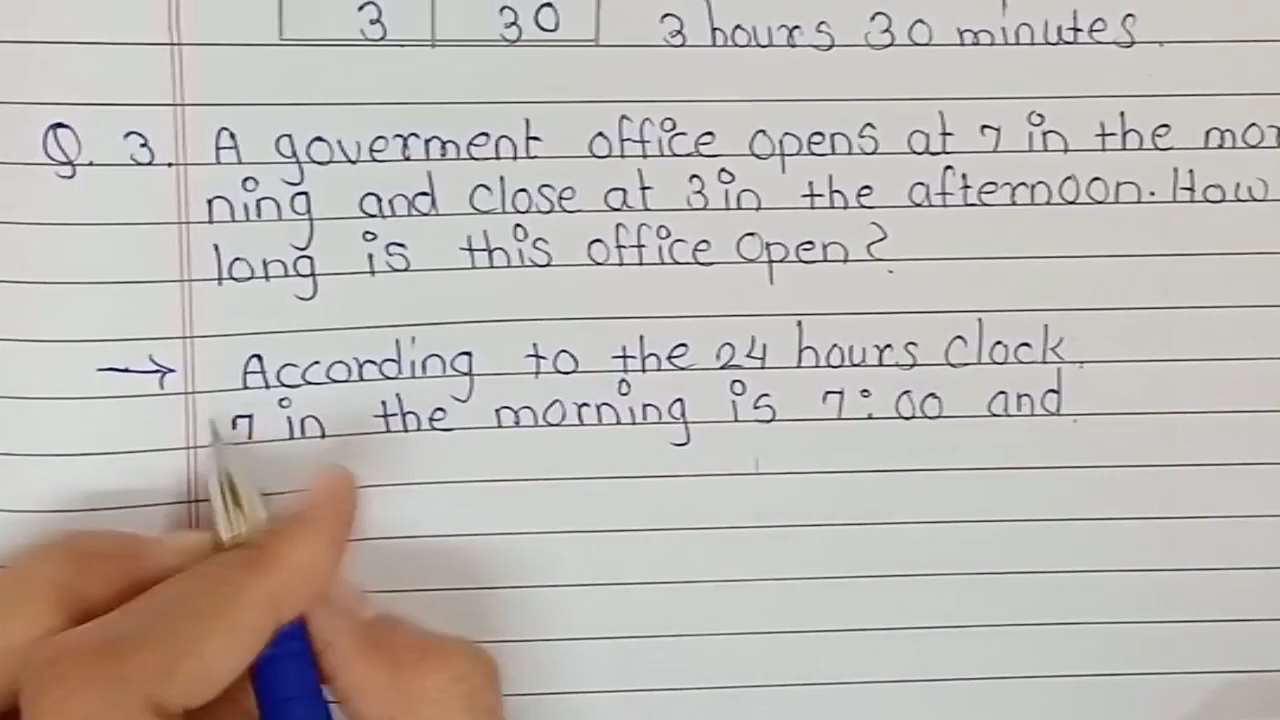 3 30 3 hours 30 minutes.
Q. 3. A goverment office opens at 7 in the mor
ning and close at 3 in the afternoon. How
long is this office open?
→ According to the 24 hours clock.
7 in the morning is 7:00 and